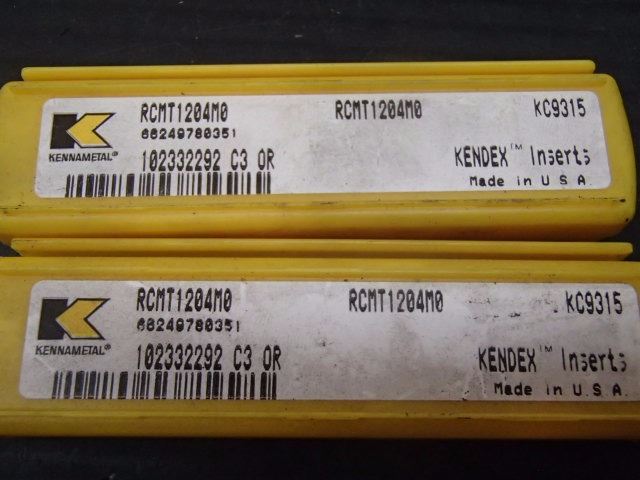 RCMT1204M0 RCMT1204M0 KC9315
66249780351
KENNAMETAL®
102332292 C3 OR KENDEX™ Inserts
Made in U.S.A.
RCMT1204M0 RCMT1204M0 KC9315
66249780351
KENNAMETAL®
102332292 C3 OR KENDEX™ Inserts
Made in U.S.A.